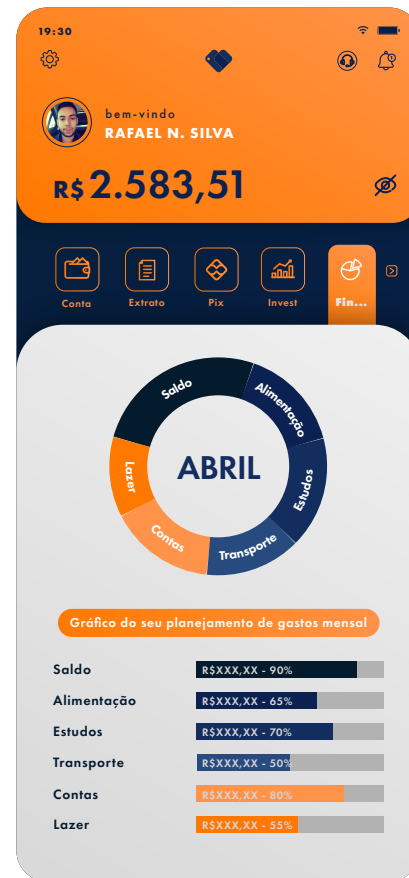 19:30
bem-vindo
RAFAEL N. SILVA
R$ 2.583,51
Conta
Extrato
Pix
Invest
Fin...
Saldo
Alimentação
Estudos
Transporte
Contas
Lazer
ABRIL
Gráfico do seu planejamento de gastos mensal
Saldo R$XXX,XX - 90%
Alimentação R$XXX,XX - 65%
Estudos R$XXX,XX - 70%
Transporte R$XXX,XX - 50%
Contas R$XXX,XX - 80%
Lazer R$XXX,XX - 55%